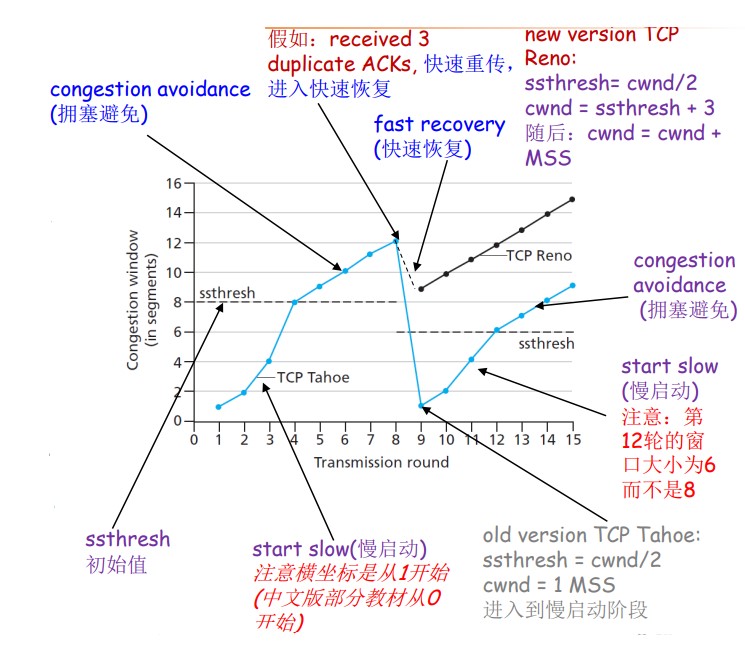 假如：received 3
duplicate ACKs, 快速重传，
进入快速恢复
new version TCP
Reno:
ssthresh= cwnd/2
cwnd = ssthresh + 3
随后：cwnd = cwnd +
MSS
congestion avoidance
(拥塞避免)
fast recovery
(快速恢复)
Congestion window
(in segments)
16
14
12
10
8
6
4
2
0
ssthresh
TCP Reno
ssthresh
TCP Tahoe
0 1 2 3 4 5 6 7 8 9 10 11 12 13 14 15
Transmission round
congestion
avoidance
(拥塞避免)
start slow
(慢启动)
注意：第
12轮的窗
口大小为6
而不是8
ssthresh
初始值
start slow(慢启动)
注意横坐标是从1开始
(中文版部分教材从0
开始)
old version TCP Tahoe:
ssthresh = cwnd/2
cwnd = 1 MSS
进入到慢启动阶段